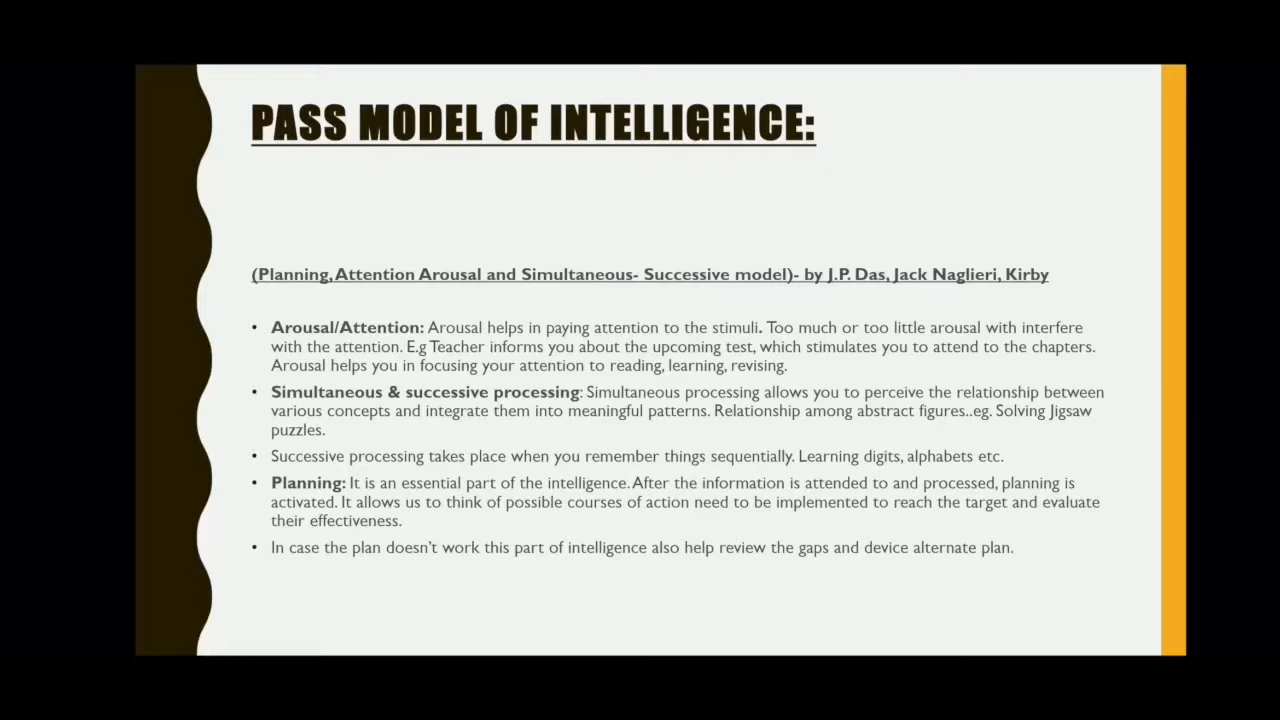 PASS MODEL OF INTELLIGENCE:
(Planning, Attention Arousal and Simultaneous- Successive model)- by J.P. Das, Jack Naglieri, Kirby
• Arousal/Attention: Arousal helps in paying attention to the stimuli. Too much or too little arousal with interfere
with the attention. E.g Teacher informs you about the upcoming test, which stimulates you to attend to the chapters.
Arousal helps you in focusing your attention to reading, learning, revising.
• Simultaneous & successive processing: Simultaneous processing allows you to perceive the relationship between
various concepts and integrate them into meaningful patterns. Relationship among abstract figures..eg. Solving Jigsaw
puzzles.
• Successive processing takes place when you remember things sequentially. Learning digits, alphabets etc.
• Planning: It is an essential part of the intelligence. After the information is attended to and processed, planning is
activated. It allows us to think of possible courses of action need to be implemented to reach the target and evaluate
their effectiveness.
• In case the plan doesn't work this part of intelligence also help review the gaps and device alternate plan.